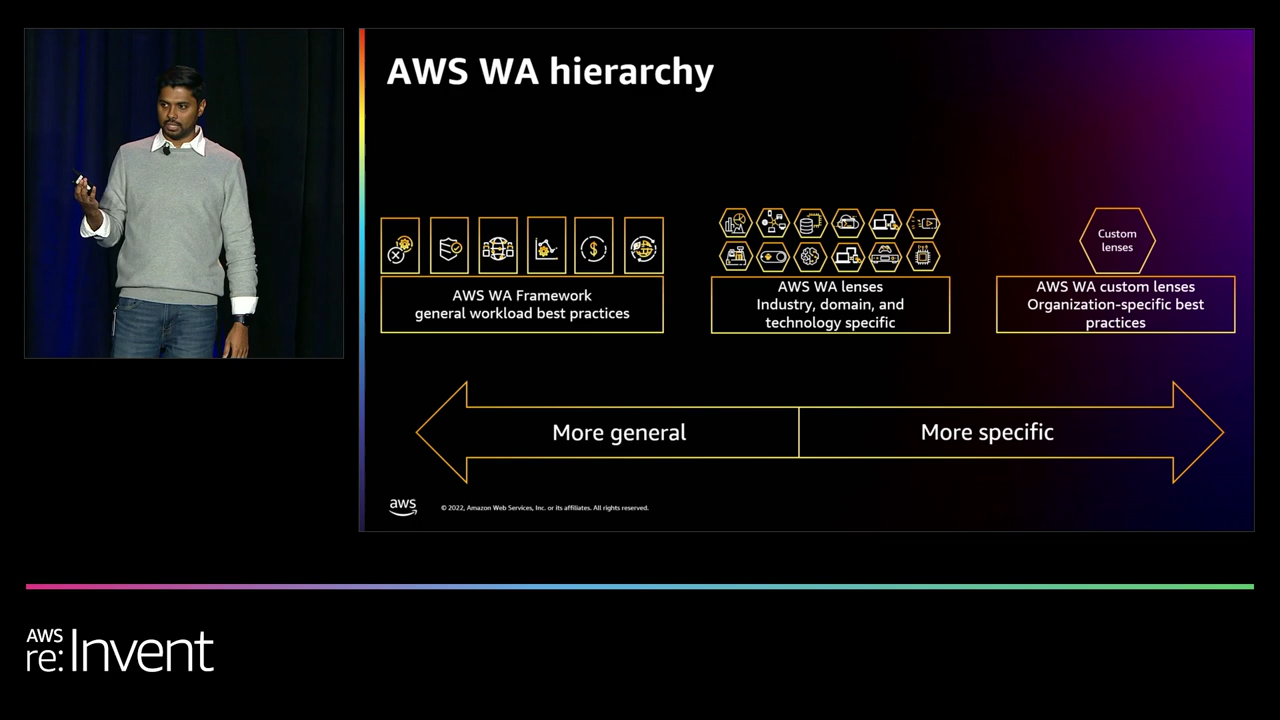 AWS WA hierarchy
Custom
lenses
AWS WA Framework
general workload best practices
AWS WA lenses
Industry, domain, and
technology specific
AWS WA custom lenses
Organization-specific best
practices
More general
More specific
aws
© 2022, Amazon Web Services, Inc. or its affiliates. All rights reserved.
AWS
re:Invent